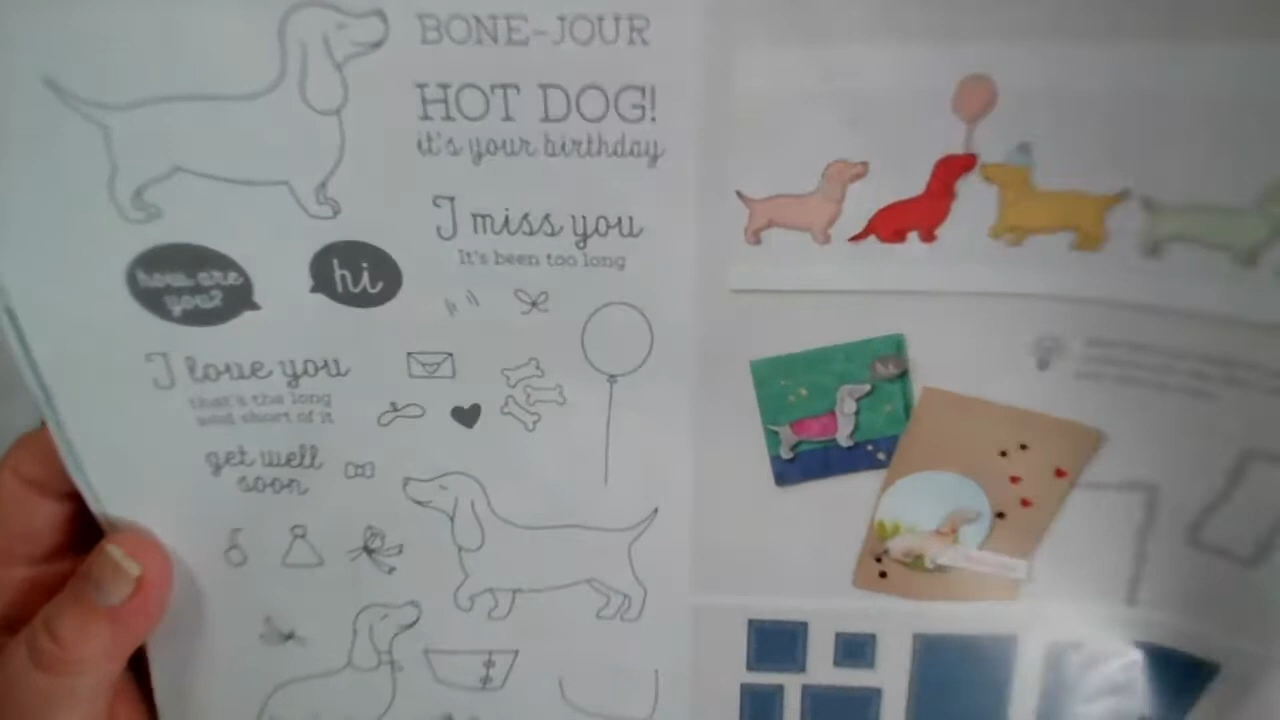 BONE-JOUR
HOT DOG!
it's your birthday
I miss you
It's been too long
how are
you?
hi
I love you
that's the long
and short of it
get well
soon